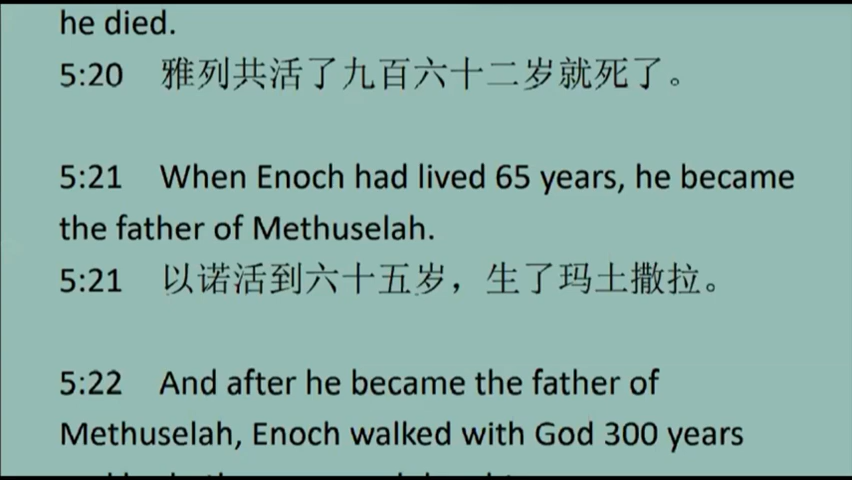 he died.
5:20 雅列共活了九百六十二岁就死了。
5:21 When Enoch had lived 65 years, he became
the father of Methuselah.
5:21 以诺活到六十五岁，生了玛土撒拉。
5:22 And after he became the father of
Methuselah, Enoch walked with God 300 years